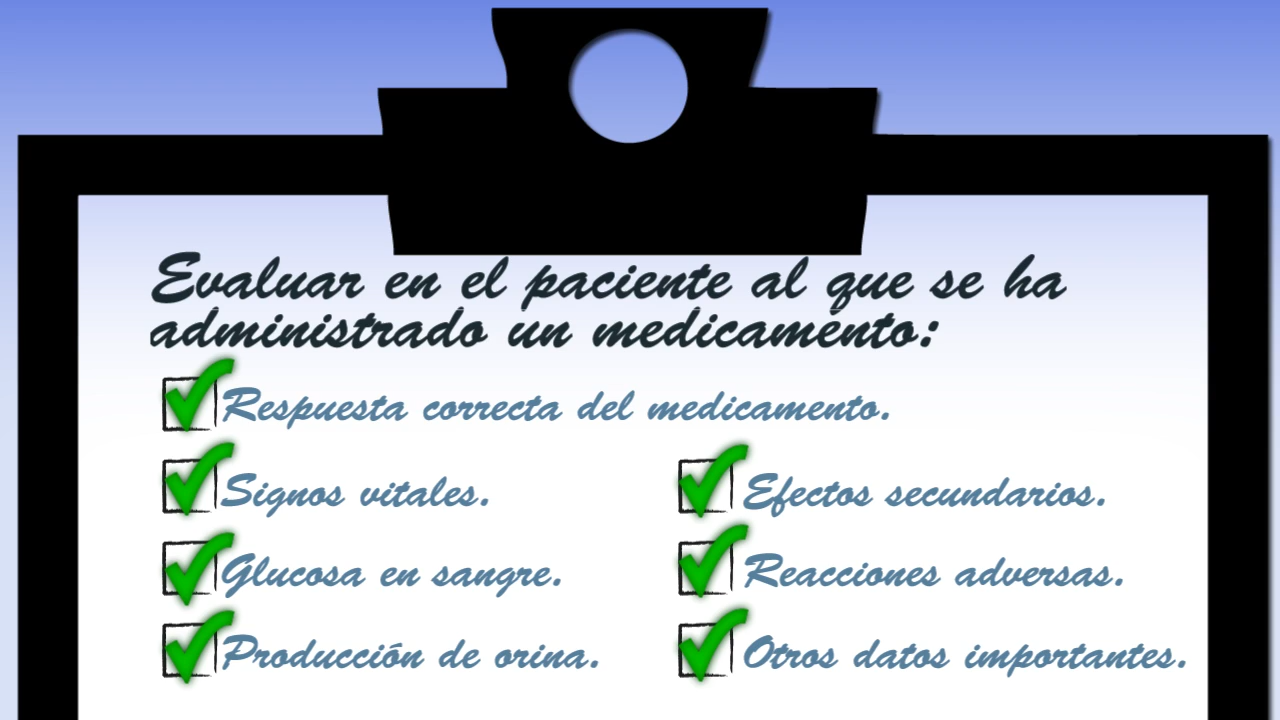 Evaluar en el paciente al que se ha
administrado un medicamento:
Respuesta correcta del medicamento.
Signos vitales.
Efectos secundarios.
Glucosa en sangre.
Reacciones adversas.
Producción de orina.
Otros datos importantes.